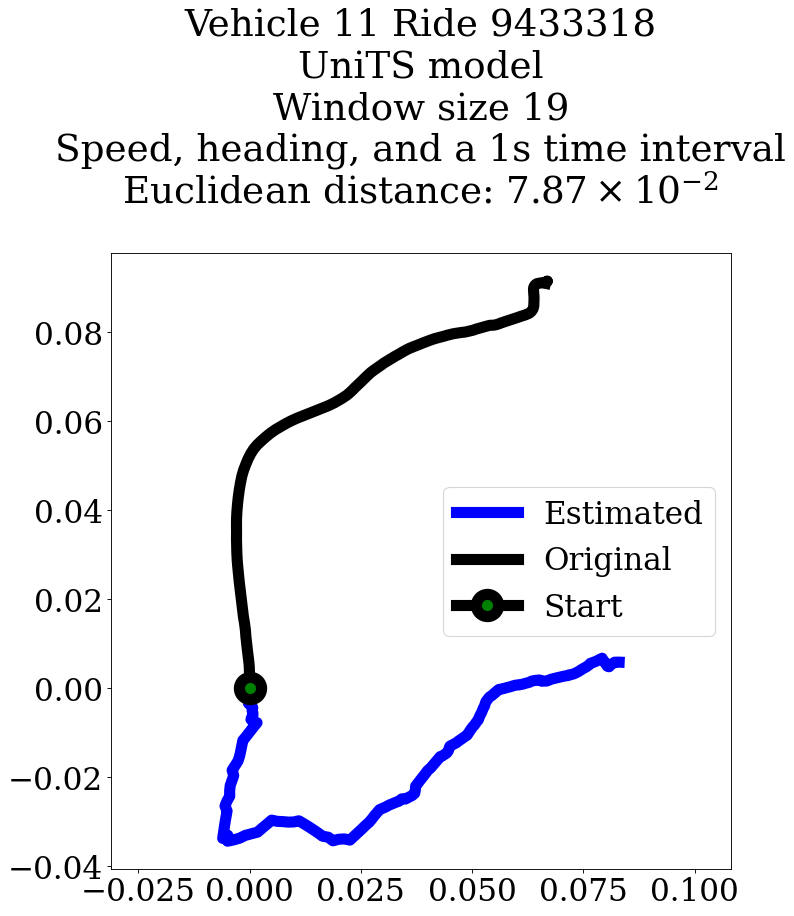 Vehicle 11 Ride 9433318
UniTS model
Window size 19
Speed, heading, and a 1s time interval
Euclidean distance: 7.87 × 10⁻²
0.08
0.06
0.04
0.02
0.00
−0.02
−0.04
Estimated
Original
Start
−0.025 0.000 0.025 0.050 0.075 0.100